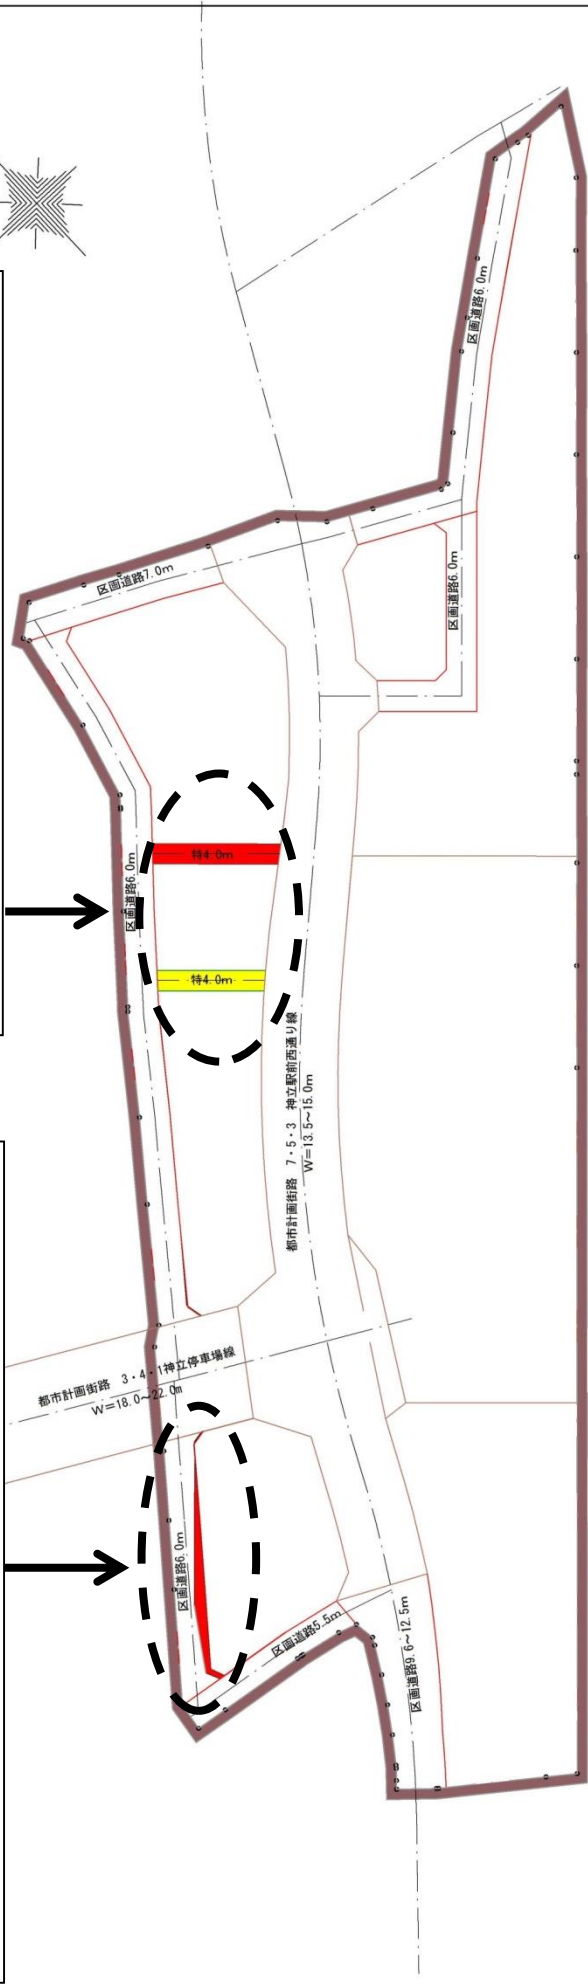 区画道路6.0m
区画道路7.0m
区画道路6.0m
特4.0m
区画道路6.0m
特4.0m
都市計画街路 7・5・3 神立駅前西通り線
W=13.5~15.0m
都市計画街路 3・4・1神立停車場線
W=18.0~22.0m
区画道路6.0m
区画道路5.5m
区画道路9.6~12.5m